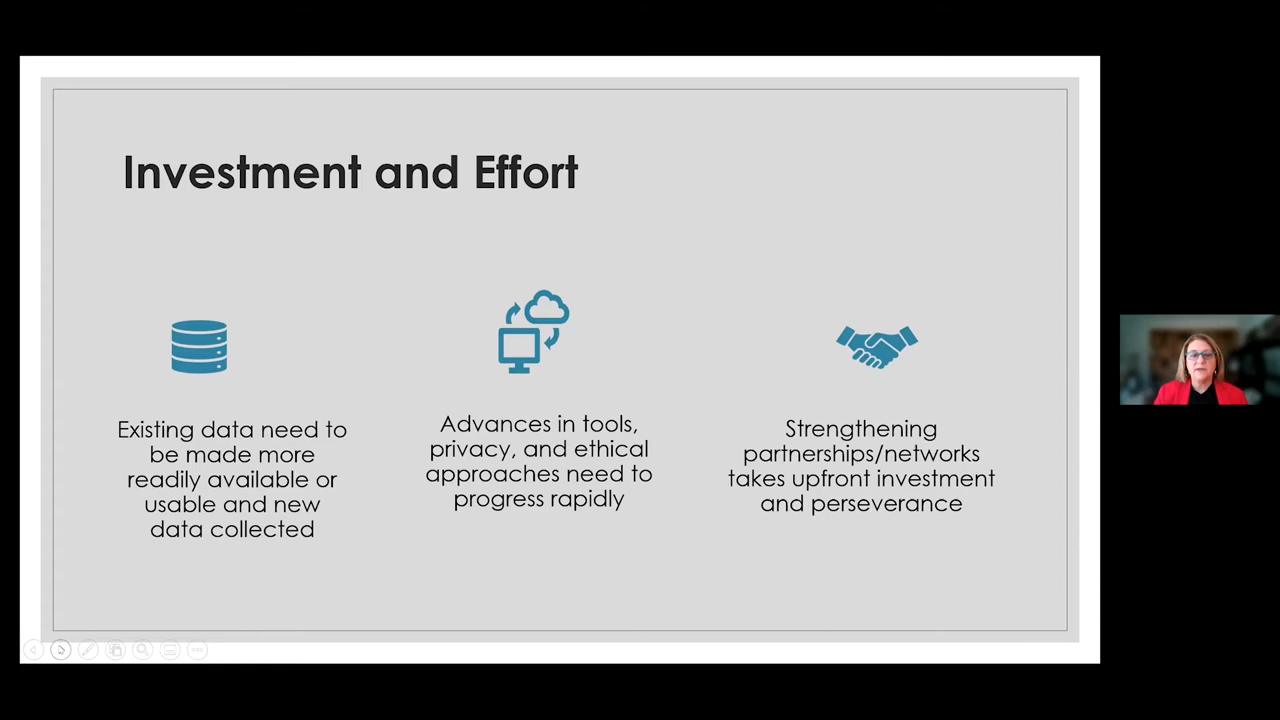 Investment and Effort
Existing data need to
be made more
readily available or
usable and new
data collected
Advances in tools,
privacy, and ethical
approaches need to
progress rapidly
Strengthening
partnerships/networks
takes upfront investment
and perseverance